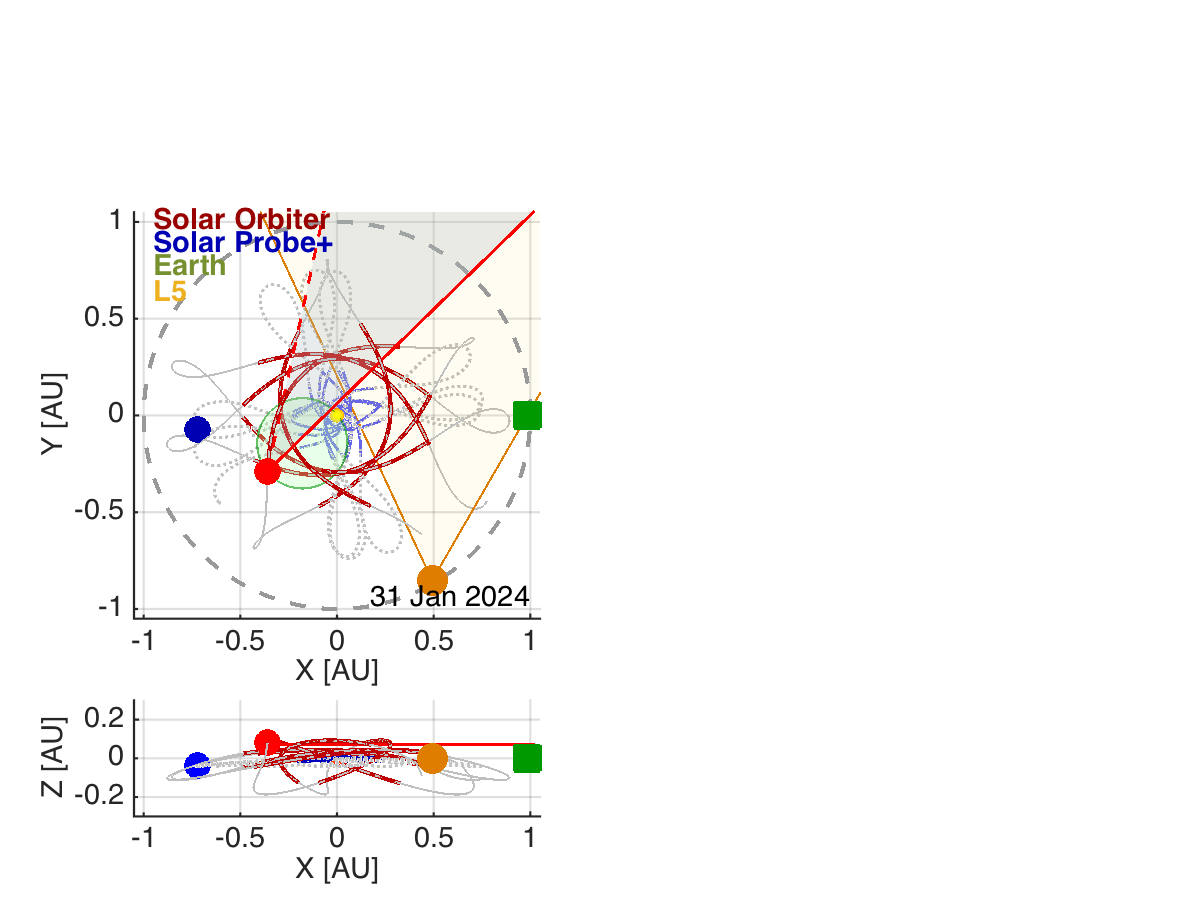 Solar Orbiter
Solar Probe+
Earth
L5
1
0.5
0
-0.5
-1
Y [AU]
31 Jan 2024
-1 -0.5 0 0.5 1
X [AU]
0.2
0
-0.2
Z [AU]
-1 -0.5 0 0.5 1
X [AU]